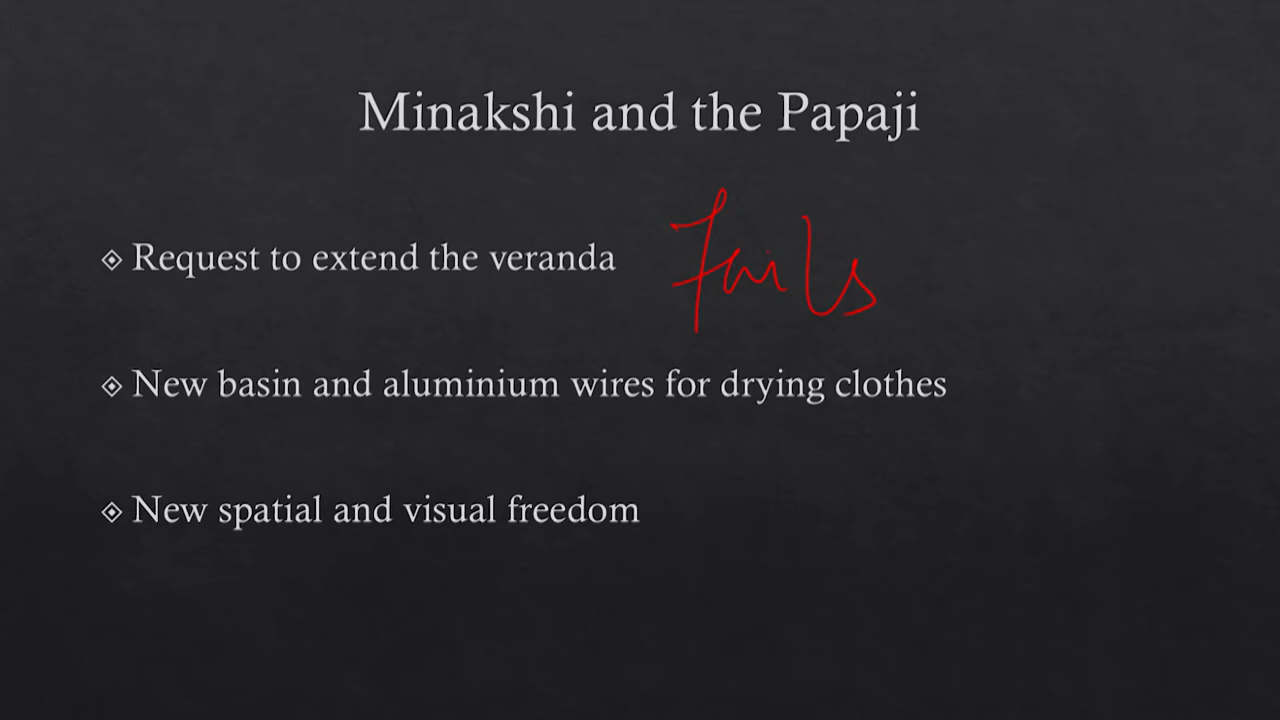 Minakshi and the Papaji
Request to extend the veranda Fails
New basin and aluminium wires for drying clothes
New spatial and visual freedom